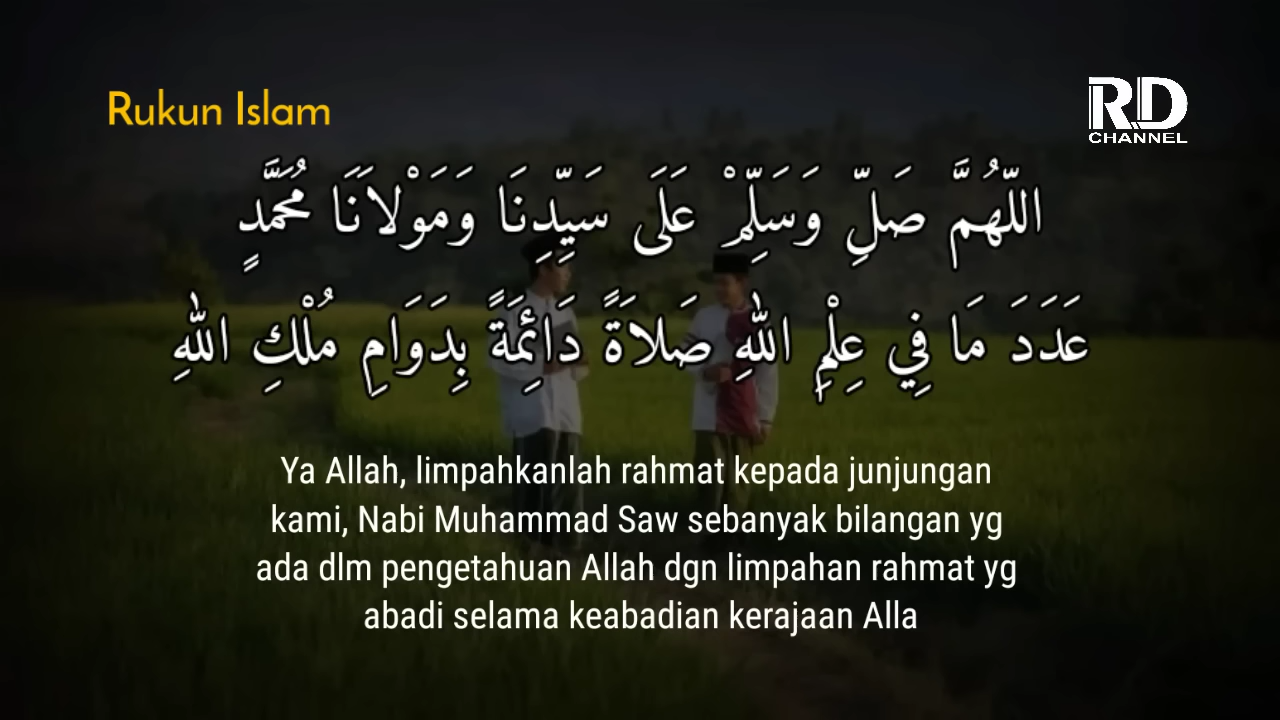 Rukun Islam
RD
CHANNEL
اللّٰهُمَّ صَلِّ وَسَلِّمْ عَلَى سَيِّدِنَا وَمَوْلَانَا مُحَمَّدٍ
عَدَدَ مَا فِي عِلْمِ اللّٰهِ صَلَاةً دَائِمَةً بِدَوَامِ مُلْكِ اللّٰهِ
Ya Allah, limpahkanlah rahmat kepada junjungan
kami, Nabi Muhammad Saw sebanyak bilangan yg
ada dlm pengetahuan Allah dgn limpahan rahmat yg
abadi selama keabadian kerajaan Alla